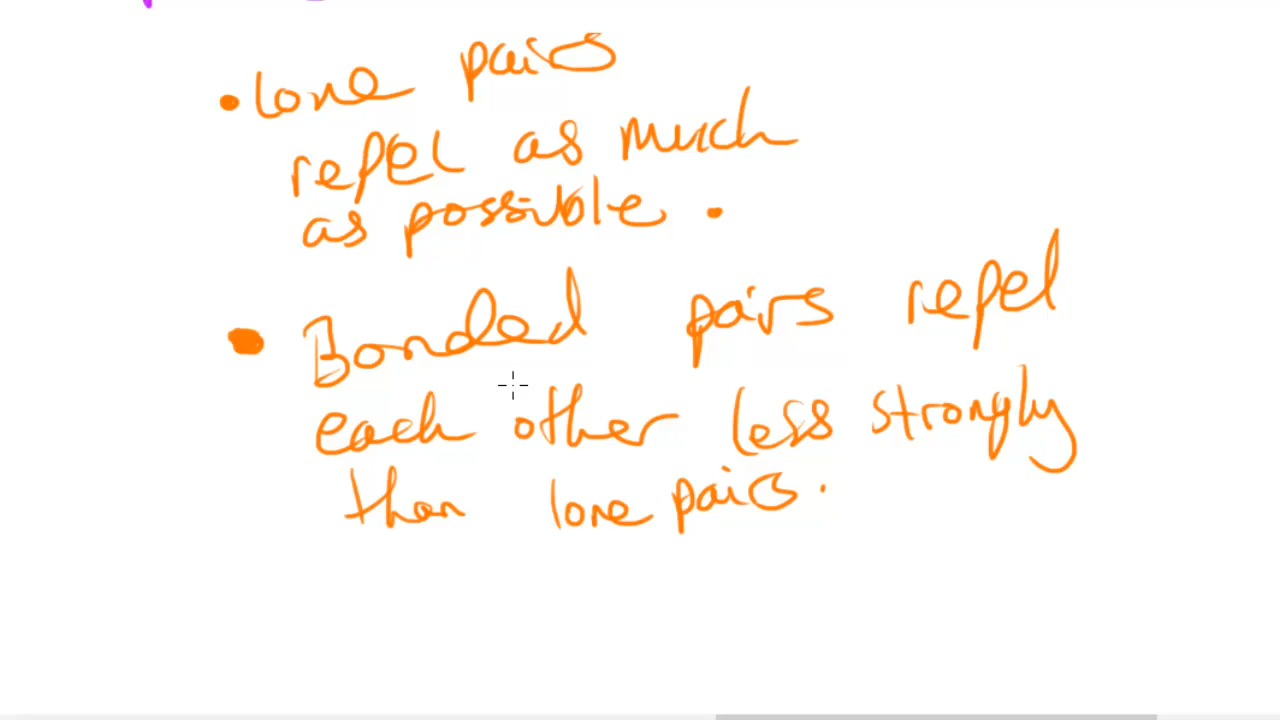 • lone pairs
repel as much
as possible.
• Bonded pairs repel
each other less strongly
than lone pairs.